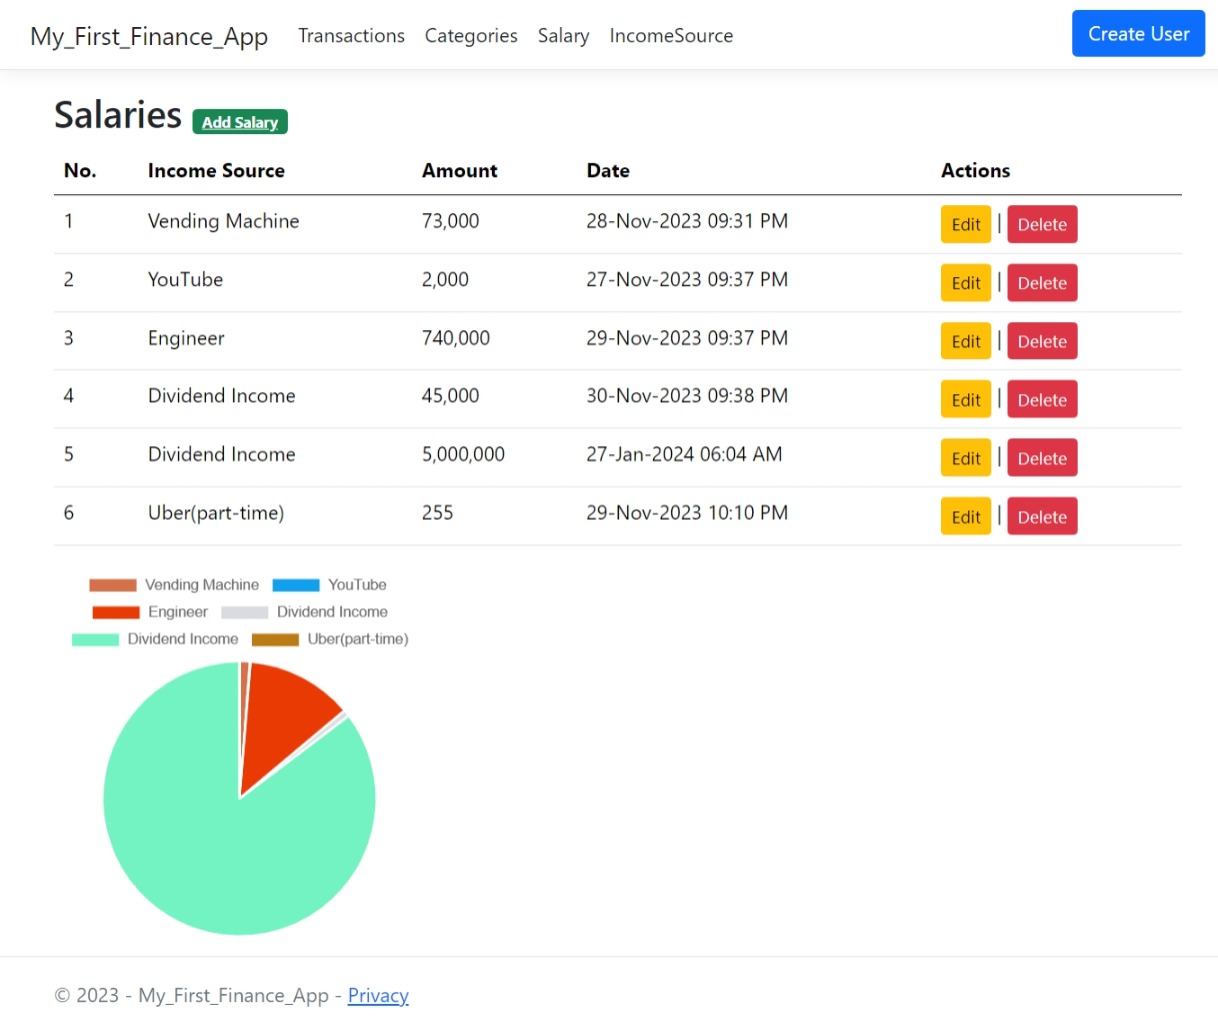 My_First_Finance_App Transactions Categories Salary IncomeSource Create User
Salaries Add Salary
No. Income Source Amount Date Actions
1 Vending Machine 73,000 28-Nov-2023 09:31 PM Edit | Delete
2 YouTube 2,000 27-Nov-2023 09:37 PM Edit | Delete
3 Engineer 740,000 29-Nov-2023 09:37 PM Edit | Delete
4 Dividend Income 45,000 30-Nov-2023 09:38 PM Edit | Delete
5 Dividend Income 5,000,000 27-Jan-2024 06:04 AM Edit | Delete
6 Uber(part-time) 255 29-Nov-2023 10:10 PM Edit | Delete
Vending Machine YouTube
Engineer Dividend Income
Dividend Income Uber(part-time)
© 2023 - My_First_Finance_App - Privacy